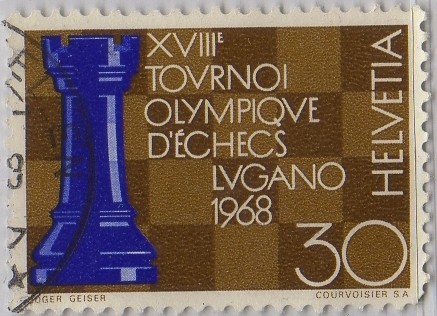 XVIIIE
TOVRNOI
OLYMPIQVE
D'ÉCHECS
LVGANO
1968
HELVETIA
30
ROGER GEISER
COURVOISIER S.A